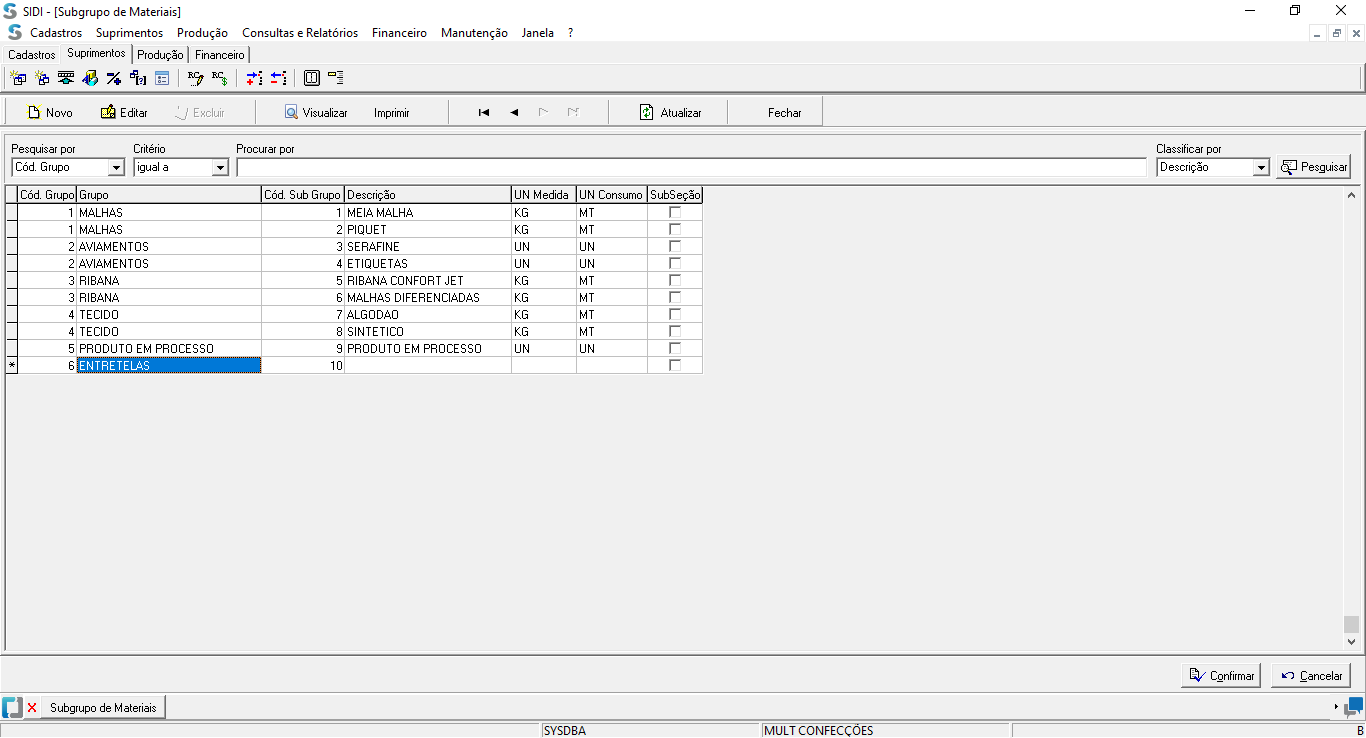 SIDI - [Subgrupo de Materiais]
Cadastros Suprimentos Produção Consultas e Relatórios Financeiro Manutenção Janela ?
Cadastros Suprimentos Produção Financeiro
Novo Editar Excluir Visualizar Imprimir Atualizar Fechar
Pesquisar por Critério Procurar por Classificar por
Cód. Grupo igual a Descrição Pesquisar
Cód. Grupo Grupo Cód. Sub Grupo Descrição UN Medida UN Consumo SubSeção
1 MALHAS 1 MEIA MALHA KG MT
1 MALHAS 2 PIQUET KG MT
2 AVIAMENTOS 3 SERAFINE UN UN
2 AVIAMENTOS 4 ETIQUETAS UN UN
3 RIBANA 5 RIBANA CONFORT JET KG MT
3 RIBANA 6 MALHAS DIFERENCIADAS KG MT
4 TECIDO 7 ALGODAO KG MT
4 TECIDO 8 SINTETICO KG MT
5 PRODUTO EM PROCESSO 9 PRODUTO EM PROCESSO UN UN
* 6 ENTRETELAS 10
Confirmar Cancelar
Subgrupo de Materiais
SYSDBA MULT CONFECÇÕES B